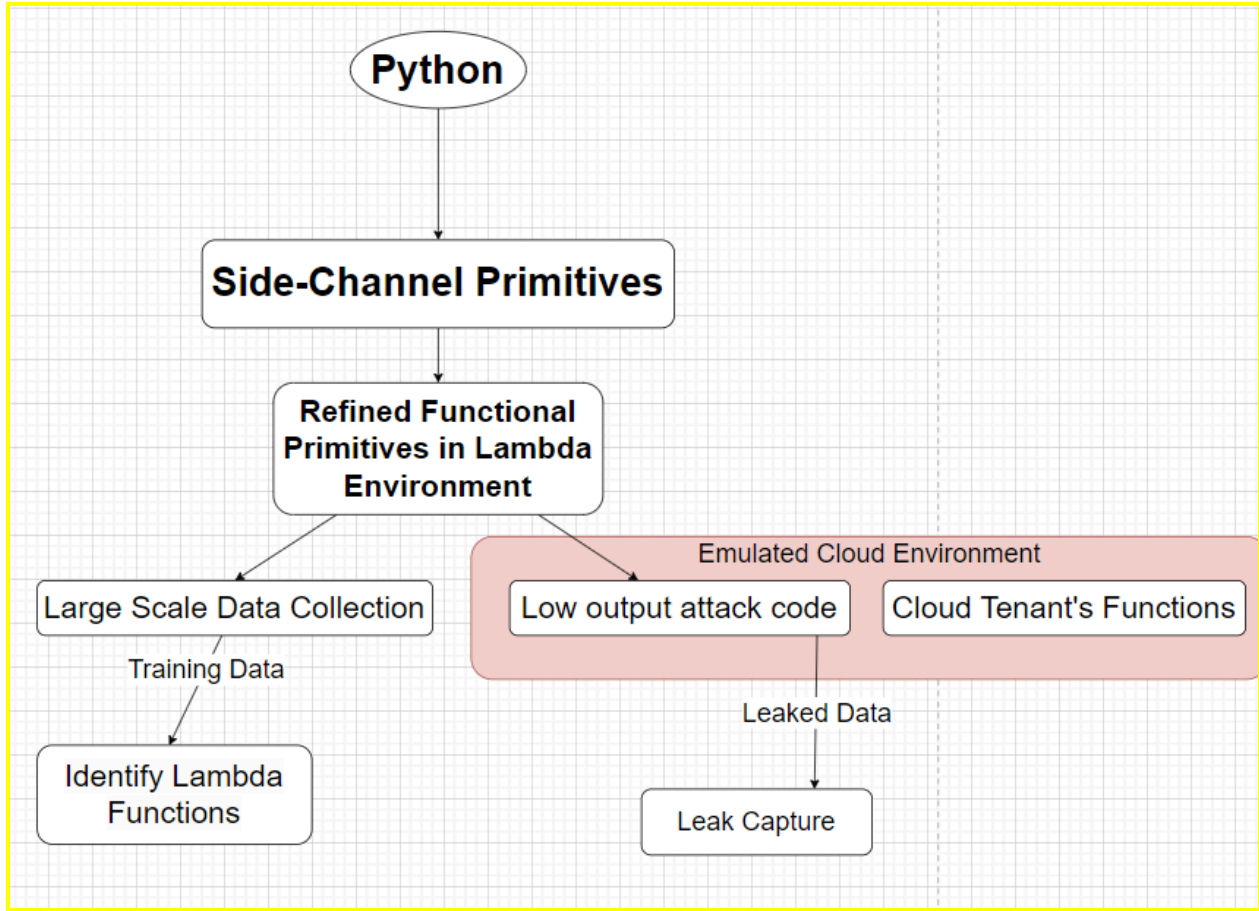 Python
Side-Channel Primitives
Refined Functional
Primitives in Lambda
Environment
Emulated Cloud Environment
Large Scale Data Collection
Low output attack code
Cloud Tenant's Functions
Training Data
Leaked Data
Identify Lambda
Functions
Leak Capture